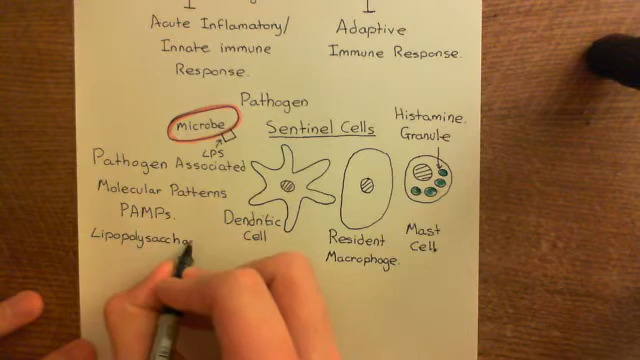 Acute Inflamatory/
Innate immune
Response.
Adaptive
Immune Response.
Pathogen
microbe
LPS
Sentinel Cells
Histamine
Granule
Pathogen Associated
Molecular Patterns
PAMPs.
Lipopolysaccha
Dendritic
Cell
Resident
Macrophage.
Mast
Cell